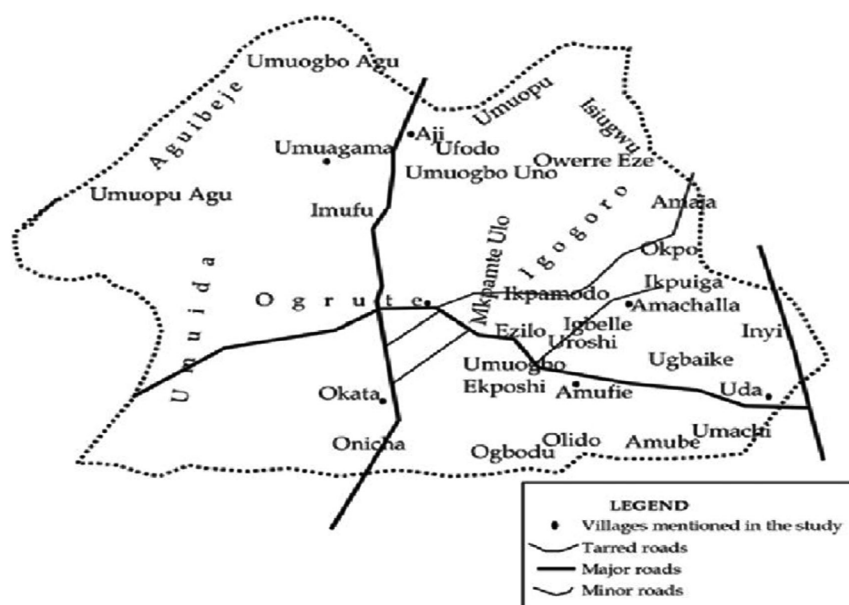 Umuogbo Agu
Aguibeje
Umuopu
Isiugwu
Aji
Umuagama
Ufodo
Umuogbo Uno
Owerre Eze
Umuopu Agu
Imufu
Amaja
Igogoro
Okpo
Mkpamte Ulo
Umuida
Ogrute
Ikpamodo
Ikpuiga
Amachalla
Ezilo
Igbelle
Uroshi
Inyi
Umuogbo
Ekposhi
Ugbaike
Amufie
Uda
Okata
Onicha
Ogbodu
Olido
Amube
Umachi
LEGEND
Villages mentioned in the study
Tarred roads
Major roads
Minor roads